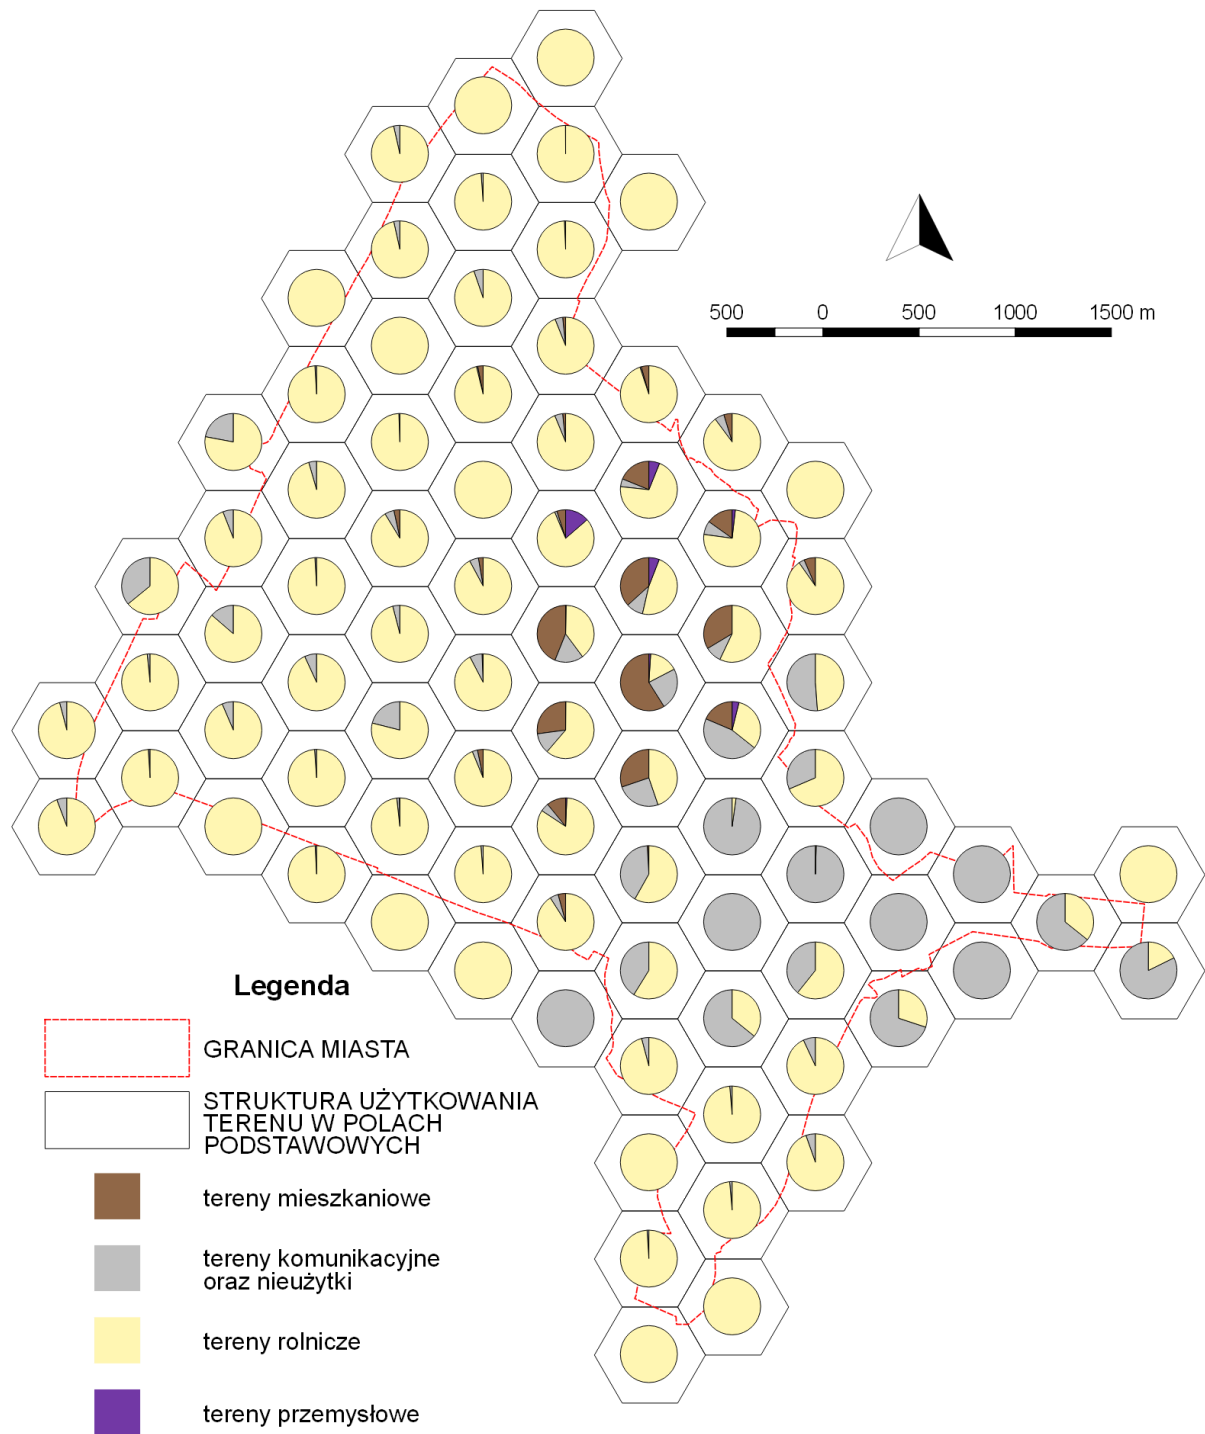 500 0 500 1000 1500 m
Legenda
GRANICA MIASTA
STRUKTURA UŻYTKOWANIA
TERENU W POLACH
PODSTAWOWYCH
tereny mieszkaniowe
tereny komunikacyjne
oraz nieużytki
tereny rolnicze
tereny przemysłowe